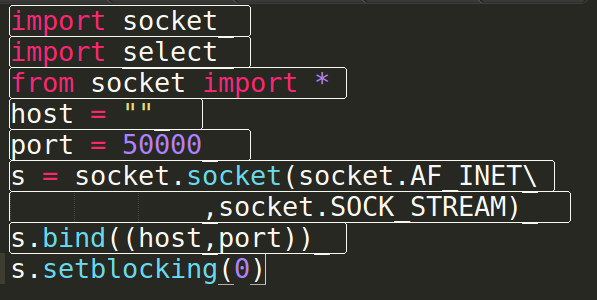 import socket
import select
from socket import *
host = ""
port = 50000
s = socket.socket(socket.AF_INET\
,socket.SOCK_STREAM)
s.bind((host,port))
s.setblocking(0)